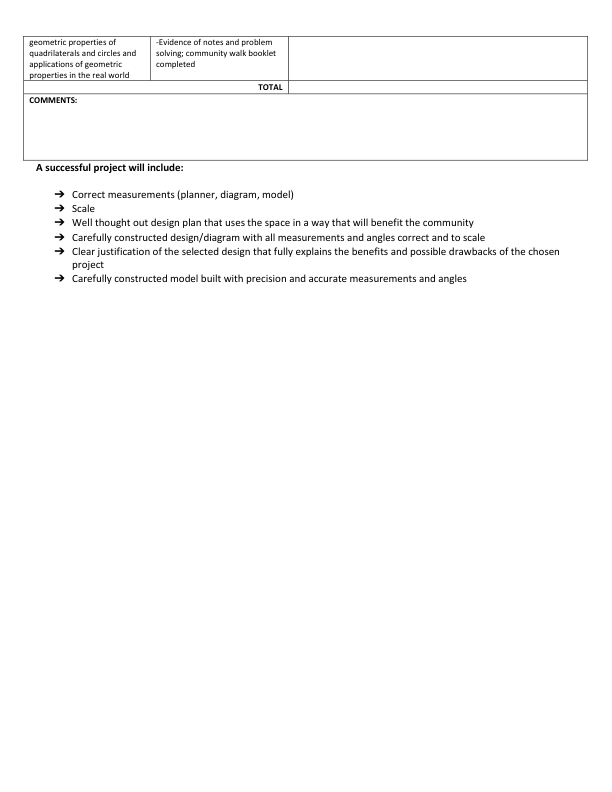 geometric properties of
quadrilaterals and circles and
applications of geometric
properties in the real world
-Evidence of notes and problem
solving; community walk booklet
completed
TOTAL
COMMENTS:
A successful project will include:
➔ Correct measurements (planner, diagram, model)
➔ Scale
➔ Well thought out design plan that uses the space in a way that will benefit the community
➔ Carefully constructed design/diagram with all measurements and angles correct and to scale
➔ Clear justification of the selected design that fully explains the benefits and possible drawbacks of the chosen
project
➔ Carefully constructed model built with precision and accurate measurements and angles